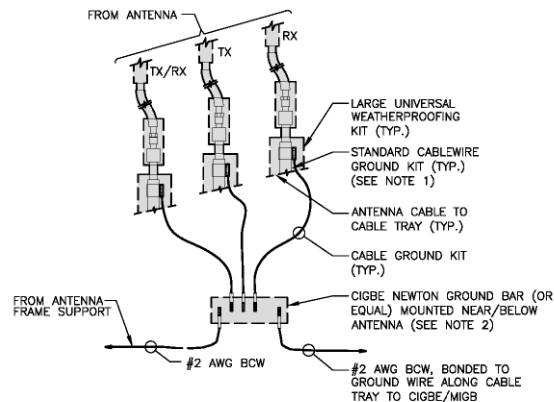 FROM ANTENNA
TX/RX
TX
RX
LARGE UNIVERSAL
WEATHERPROOFING
KIT (TYP.)
STANDARD CABLEWIRE
GROUND KIT (TYP.)
(SEE NOTE 1)
ANTENNA CABLE TO
CABLE TRAY (TYP.)
CABLE GROUND KIT
(TYP.)
CIGBE NEWTON GROUND BAR (OR
EQUAL) MOUNTED NEAR/BELOW
ANTENNA (SEE NOTE 2)
FROM ANTENNA
FRAME SUPPORT
#2 AWG BCW
#2 AWG BCW, BONDED TO
GROUND WIRE ALONG CABLE
TRAY TO CIGBE/MIGB